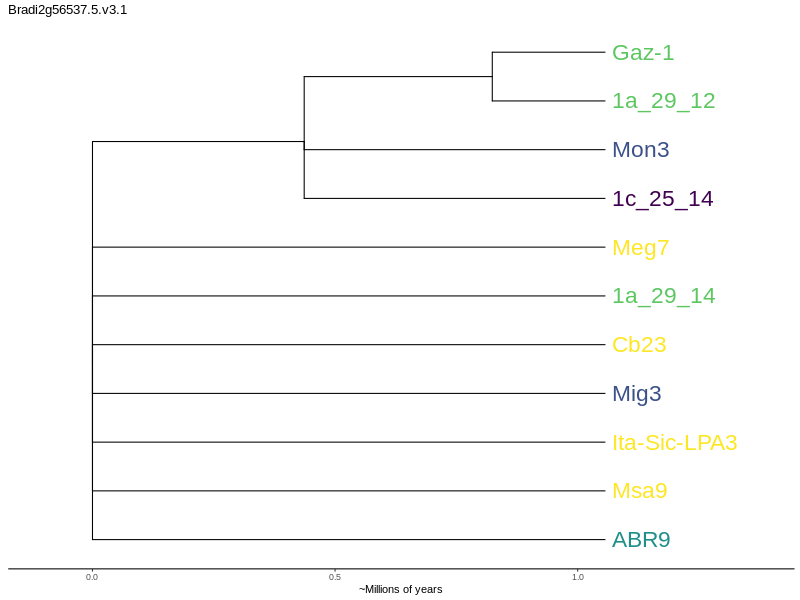 Bradi2g56537.5.v3.1
Gaz-1
1a_29_12
Mon3
1c_25_14
Meg7
1a_29_14
Cb23
Mig3
Ita-Sic-LPA3
Msa9
ABR9
0.0 0.5 1.0
~Millions of years